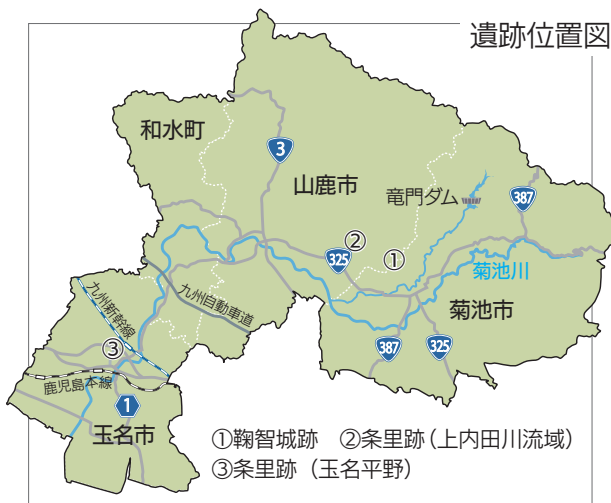 遺跡位置図
和水町
3
山鹿市
竜門ダム
387
②
325
①
菊池川
九州自動車道
菊池市
九州新幹線
③
387
325
鹿児島本線
1
玉名市
①鞠智城跡 ②条里跡(上内田川流域)
③条里跡(玉名平野)